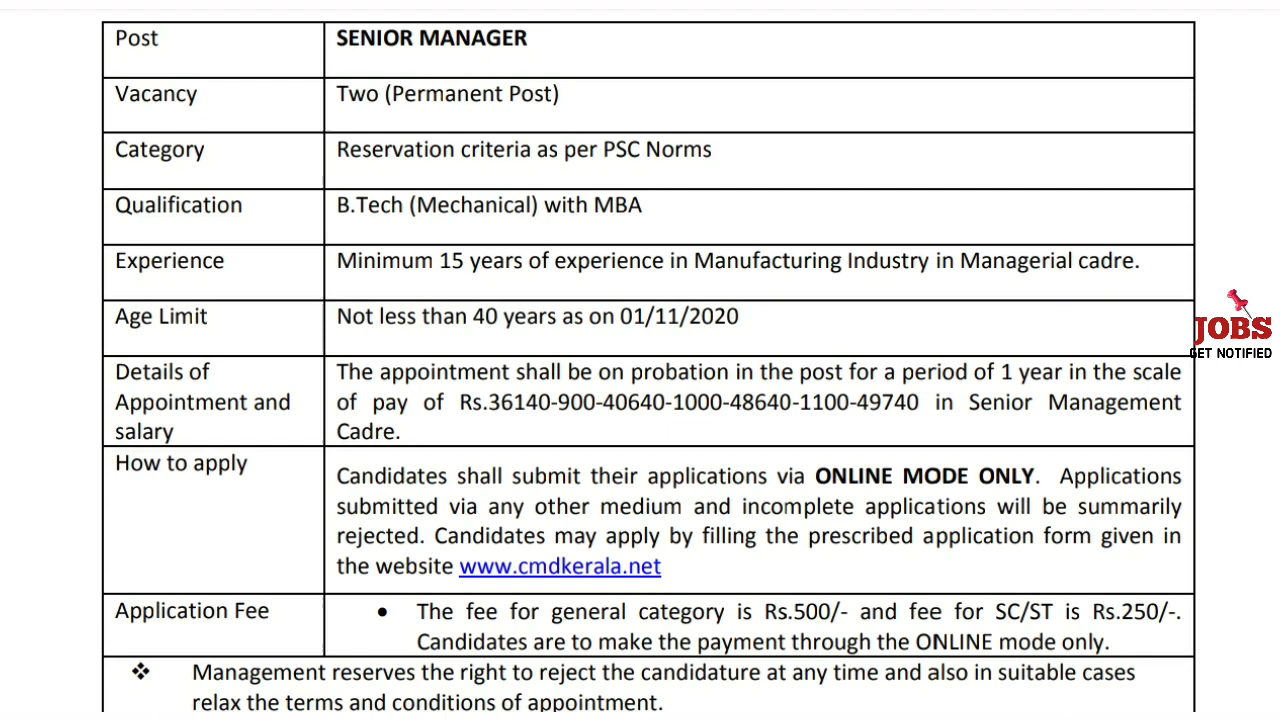 Post
SENIOR MANAGER
Vacancy
Two (Permanent Post)
Category
Reservation criteria as per PSC Norms
Qualification
B.Tech (Mechanical) with MBA
Experience
Minimum 15 years of experience in Manufacturing Industry in Managerial cadre.
Age Limit
Not less than 40 years as on 01/11/2020
Details of
Appointment and
salary
The appointment shall be on probation in the post for a period of 1 year in the scale
of pay of Rs.36140-900-40640-1000-48640-1100-49740 in Senior Management
Cadre.
How to apply
Candidates shall submit their applications via ONLINE MODE ONLY. Applications
submitted via any other medium and incomplete applications will be summarily
rejected. Candidates may apply by filling the prescribed application form given in
the website www.cmdkerala.net
Application Fee
• The fee for general category is Rs.500/- and fee for SC/ST is Rs.250/-.
Candidates are to make the payment through the ONLINE mode only.
❖ Management reserves the right to reject the candidature at any time and also in suitable cases
relax the terms and conditions of appointment.
JOBS
GET NOTIFIED